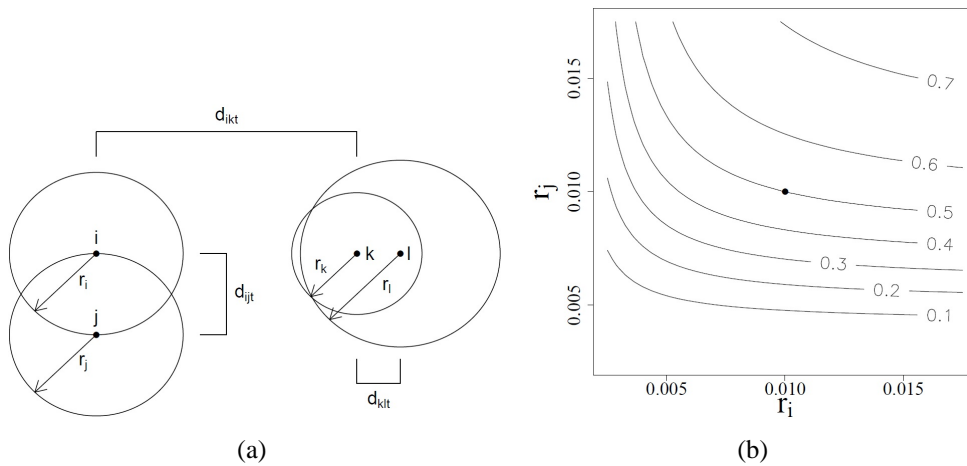 d_ikt
i
r_i
j
r_j
d_ijt
r_k
k
l
r_l
d_klt
(a)
r_j
0.015
0.010
0.005
0.7
0.6
0.5
0.4
0.3
0.2
0.1
0.005
0.010
0.015
r_i
(b)